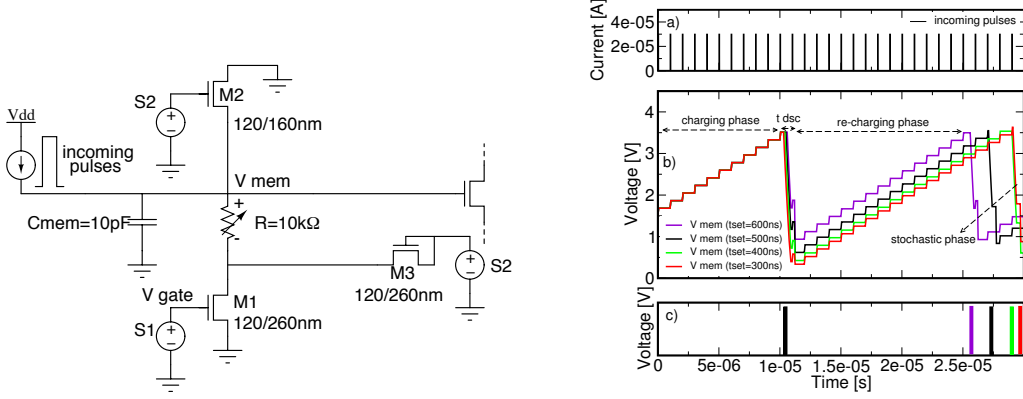 Vdd
incoming
pulses
Cmem=10pF
S2
M2
120/160nm
V mem
+
R=10kΩ
-
M3
120/260nm
S2
V gate
M1
120/260nm
S1
Current [A]
4e-05
2e-05
0
a)
incoming pulses
Voltage [V]
4
3
2
1
0
b)
charging phase
t dsc
re-charging phase
stochastic phase
V mem (tset=600ns)
V mem (tset=500ns)
V mem (tset=400ns)
V mem (tset=300ns)
Voltage [V]
c)
0
5e-06
1e-05
1.5e-05
2e-05
2.5e-05
Time [s]